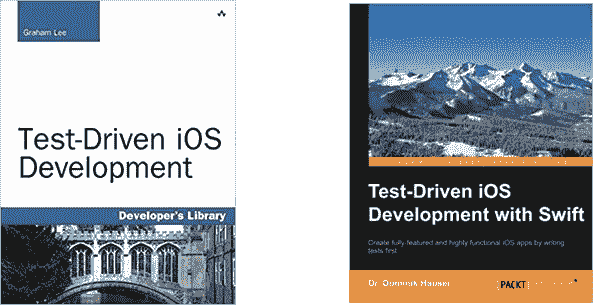 Graham Lee
Test-Driven iOS
Development
Developer's Library
Test-Driven iOS
Development with Swift
Create fully-featured and highly functional iOS apps by writing
tests first
Dr. Dominik Hauser
PACKT